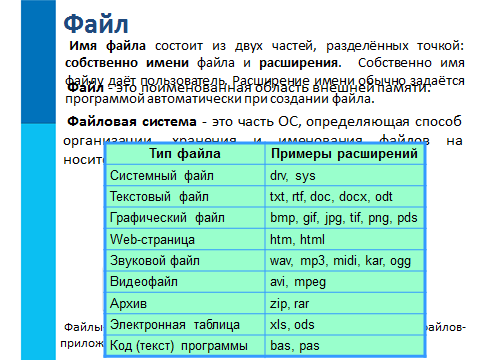 Файл
Имя файла состоит из двух частей, разделённых точкой:
собственно имени файла и расширения. Собственно имя
файлу даёт пользователь. Расширение имени обычно задаётся
Файл - это поименованная область внешней памяти.
программой автоматически при создании файла.
Файловая система - это часть ОС, определяющая способ
организации, хранения и именования файлов на
носит
Тип файла Примеры расширений
Системный файл drv, sys
Текстовый файл txt, rtf, doc, docx, odt
Графический файл bmp, gif, jpg, tif, png, pds
Web-страница htm, html
Звуковой файл wav, mp3, midi, kar, ogg
Видеофайл avi, mpeg
Архив zip, rar
Электронная таблица xls, ods
Код (текст) программы bas, pas
Файлы файлов-
прилож